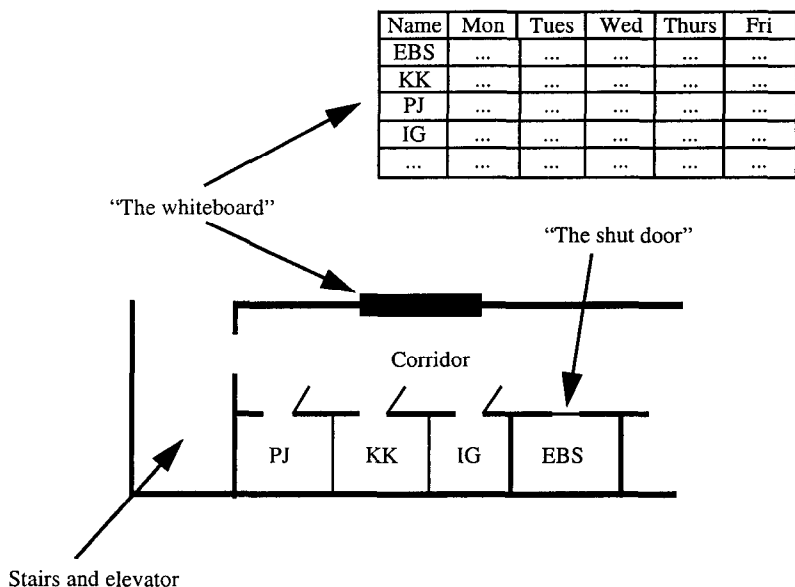 Name Mon Tues Wed Thurs Fri
EBS ... ... ... ... ...
KK ... ... ... ... ...
PJ ... ... ... ... ...
IG ... ... ... ... ...
... ... ... ... ... ...
“The whiteboard”
“The shut door”
Corridor
PJ KK IG EBS
Stairs and elevator